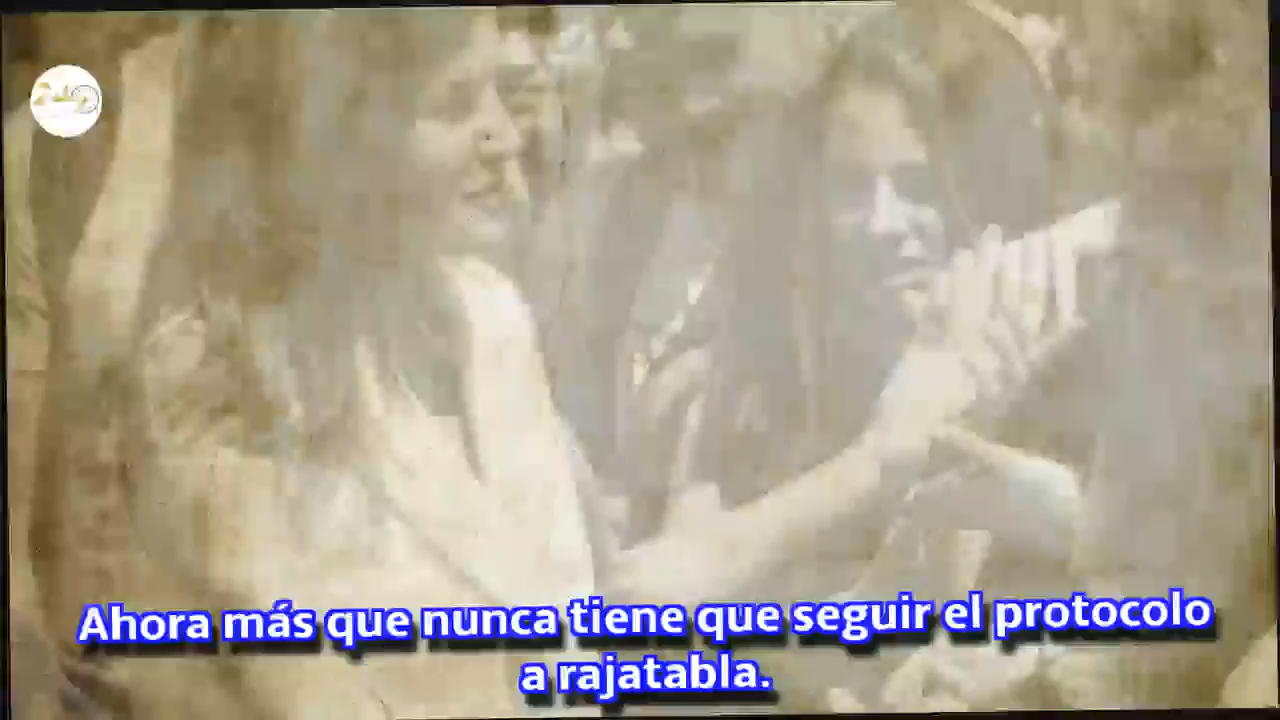 Ahora más que nunca tiene que seguir el protocolo
a rajatabla.